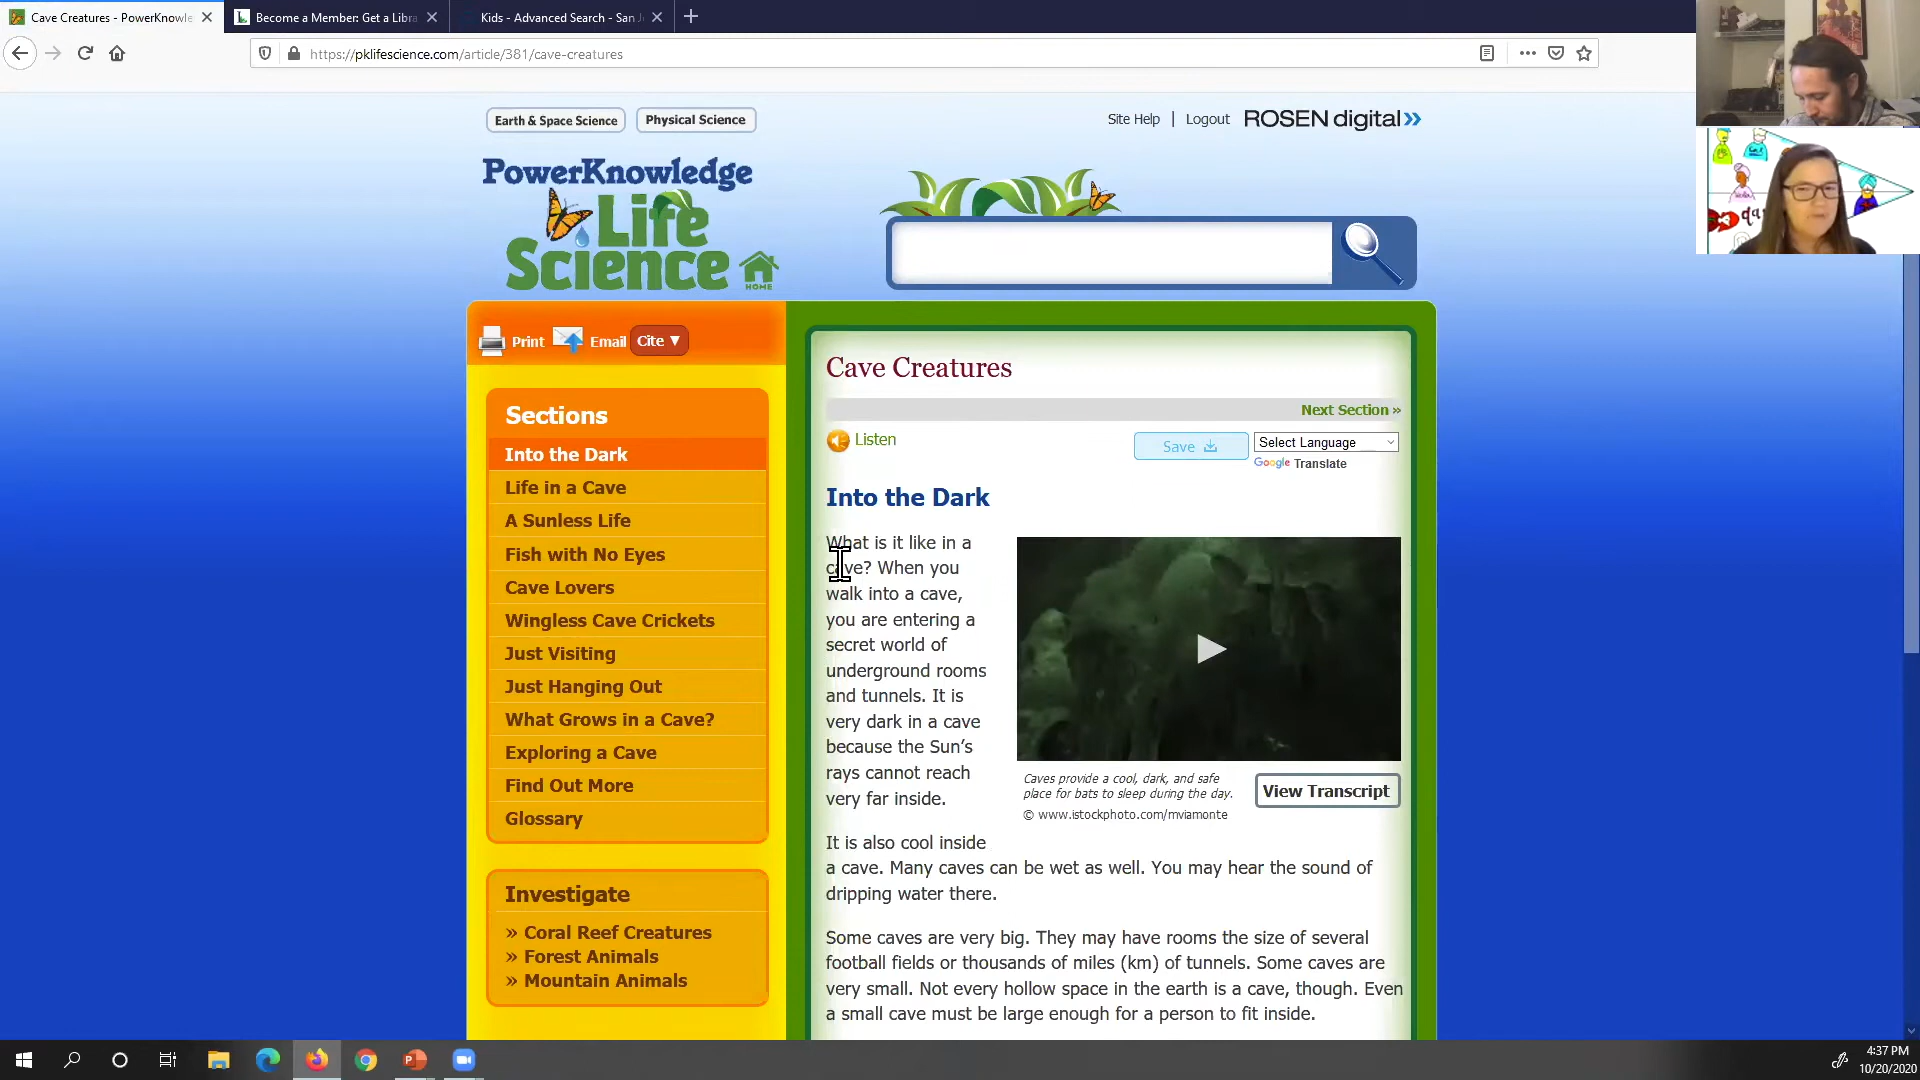 Cave Creatures - PowerKnowle
Become a Member: Get a Libra
Kids - Advanced Search - San J
https://pklifescience.com/article/381/cave-creatures
Earth & Space Science
Physical Science
Site Help | Logout
ROSEN digital
PowerKnowledge
Life
Science
HOME
Print
Email
Cite ▼
Sections
Into the Dark
Life in a Cave
A Sunless Life
Fish with No Eyes
Cave Lovers
Wingless Cave Crickets
Just Visiting
Just Hanging Out
What Grows in a Cave?
Exploring a Cave
Find Out More
Glossary
Investigate
» Coral Reef Creatures
» Forest Animals
» Mountain Animals
Cave Creatures
Next Section »
Listen
Save
Select Language
Google Translate
Into the Dark
What is it like in a
cave? When you
walk into a cave,
you are entering a
secret world of
underground rooms
and tunnels. It is
very dark in a cave
because the Sun's
rays cannot reach
very far inside.
Caves provide a cool, dark, and safe
place for bats to sleep during the day.
© www.istockphoto.com/mviamonte
View Transcript
It is also cool inside
a cave. Many caves can be wet as well. You may hear the sound of
dripping water there.
Some caves are very big. They may have rooms the size of several
football fields or thousands of miles (km) of tunnels. Some caves are
very small. Not every hollow space in the earth is a cave, though. Even
a small cave must be large enough for a person to fit inside.
4:37 PM
10/20/2020